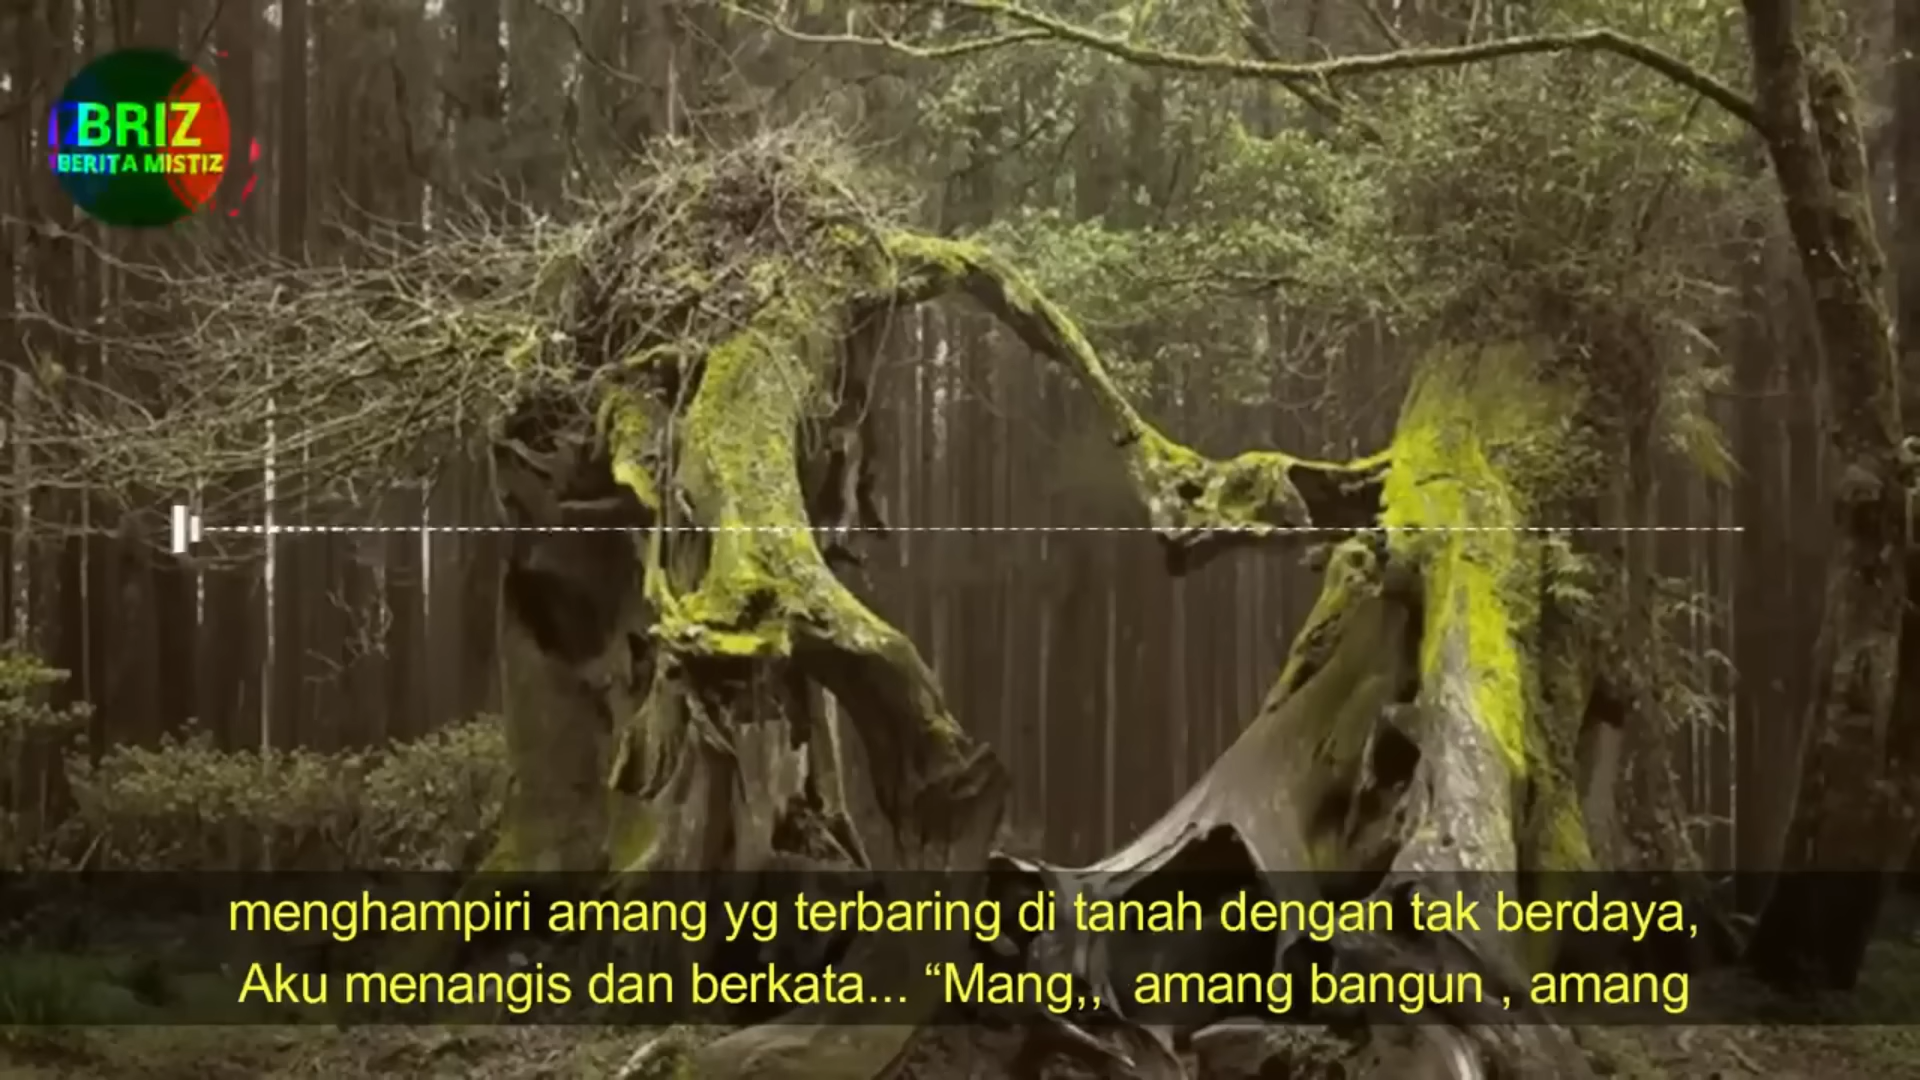 BRIZ
BERITA MISTIZ
menghampiri amang yg terbaring di tanah dengan tak berdaya,
Aku menangis dan berkata... “Mang,,  amang bangun , amang